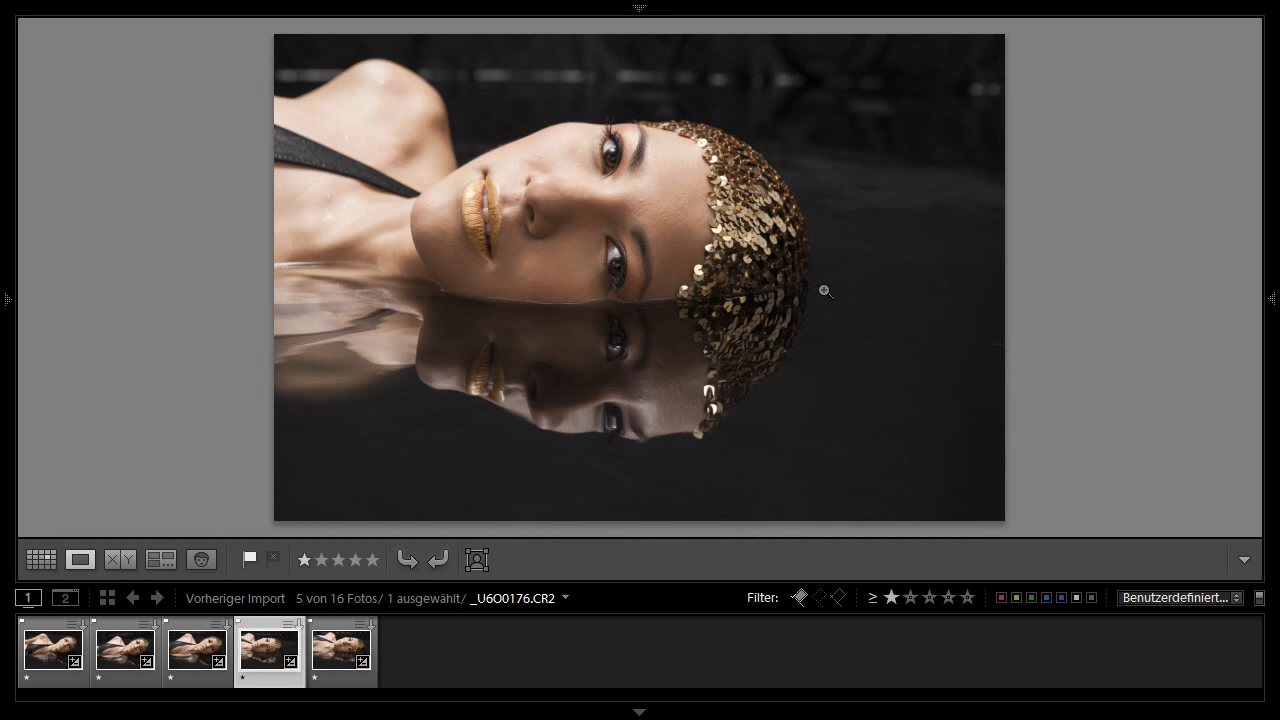 X Y
1 2 Vorheriger Import 5 von 16 Fotos/ 1 ausgewählt/ _U6O0176.CR2 Filter: ≥ Benutzerdefiniert...